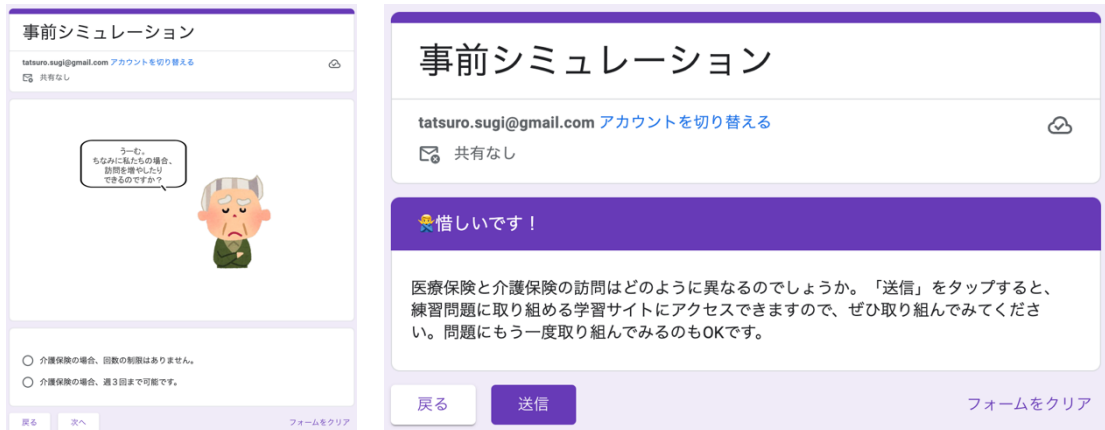 事前シミュレーション
tatsuro.sugi@gmail.com アカウントを切り替える
共有なし
うーむ。
ちなみに私たちの場合、
訪問を増やしたり
できるのですか？
介護保険の場合、回数の制限はありません。
介護保険の場合、週３回まで可能です。
戻る
次へ
フォームをクリア
事前シミュレーション
tatsuro.sugi@gmail.com アカウントを切り替える
共有なし
🙅惜しいです！
医療保険と介護保険の訪問はどのように異なるのでしょうか。「送信」をタップすると、
練習問題に取り組める学習サイトにアクセスできますので、ぜひ取り組んでみてくださ
い。問題にもう一度取り組んでみるのもOKです。
戻る
送信
フォームをクリア